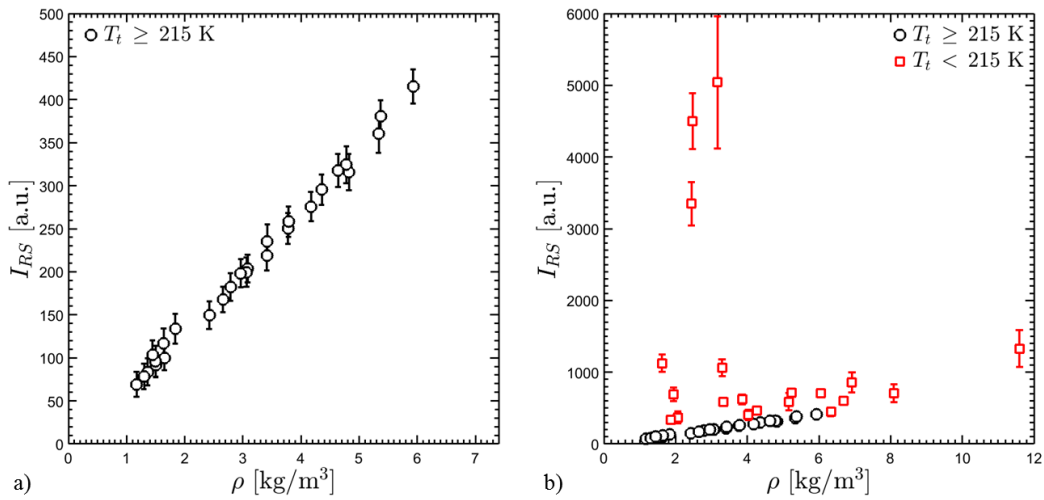 500
450
400
350
300
250
200
150
100
50
0
I_RS [a.u.]
T_t ≥ 215 K
0 1 2 3 4 5 6 7
ρ [kg/m³]
a)
6000
5000
4000
3000
2000
1000
0
I_RS [a.u.]
T_t ≥ 215 K
T_t < 215 K
0 2 4 6 8 10 12
ρ [kg/m³]
b)